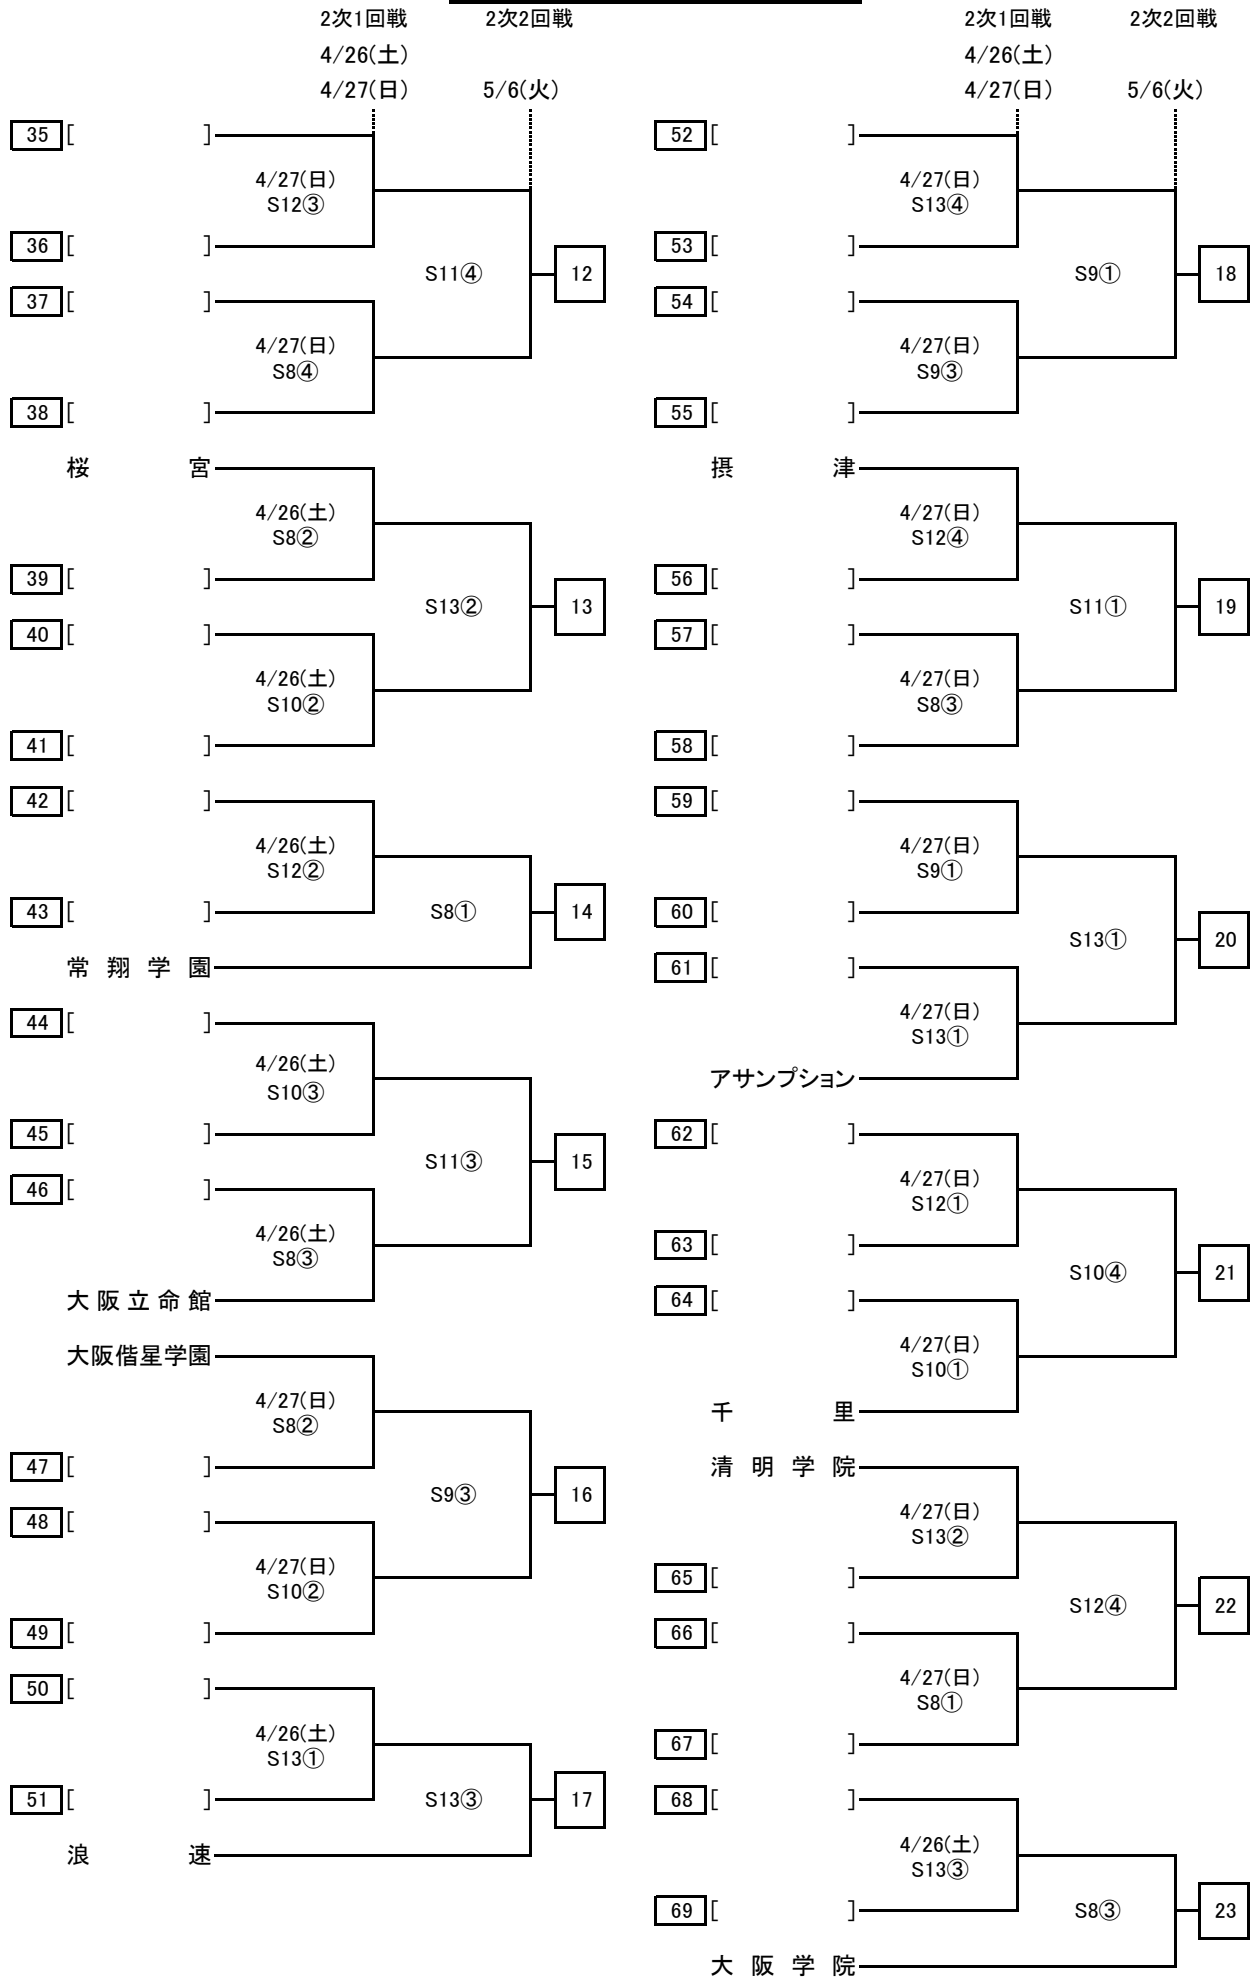 2次1回戦 2次2回戦
4/26(土)
4/27(日) 5/6(火)
35 [ ]
4/27(日)
S12③
36 [ ]
S11④ 12
37 [ ]
4/27(日)
S8④
38 [ ]
桜宮
4/26(土)
S8②
39 [ ]
S13② 13
40 [ ]
4/26(土)
S10②
41 [ ]
42 [ ]
4/26(土)
S12②
43 [ ]
S8① 14
常翔学園
44 [ ]
4/26(土)
S10③
45 [ ]
S11③ 15
46 [ ]
4/26(土)
S8③
大阪立命館
大阪偕星学園
4/27(日)
S8②
47 [ ]
S9③ 16
48 [ ]
4/27(日)
S10②
49 [ ]
50 [ ]
4/26(土)
S13①
51 [ ]
S13③ 17
浪速
2次1回戦 2次2回戦
4/26(土)
4/27(日) 5/6(火)
52 [ ]
4/27(日)
S13④
53 [ ]
S9① 18
54 [ ]
4/27(日)
S9③
55 [ ]
摂津
4/27(日)
S12④
56 [ ]
S11① 19
57 [ ]
4/27(日)
S8③
58 [ ]
59 [ ]
4/27(日)
S9①
60 [ ]
S13① 20
61 [ ]
4/27(日)
S13①
アサンプション
62 [ ]
4/27(日)
S12①
63 [ ]
S10④ 21
64 [ ]
4/27(日)
S10①
千里
清明学院
4/27(日)
S13②
65 [ ]
S12④ 22
66 [ ]
4/27(日)
S8①
67 [ ]
68 [ ]
4/26(土)
S13③
69 [ ]
S8③ 23
大阪学院